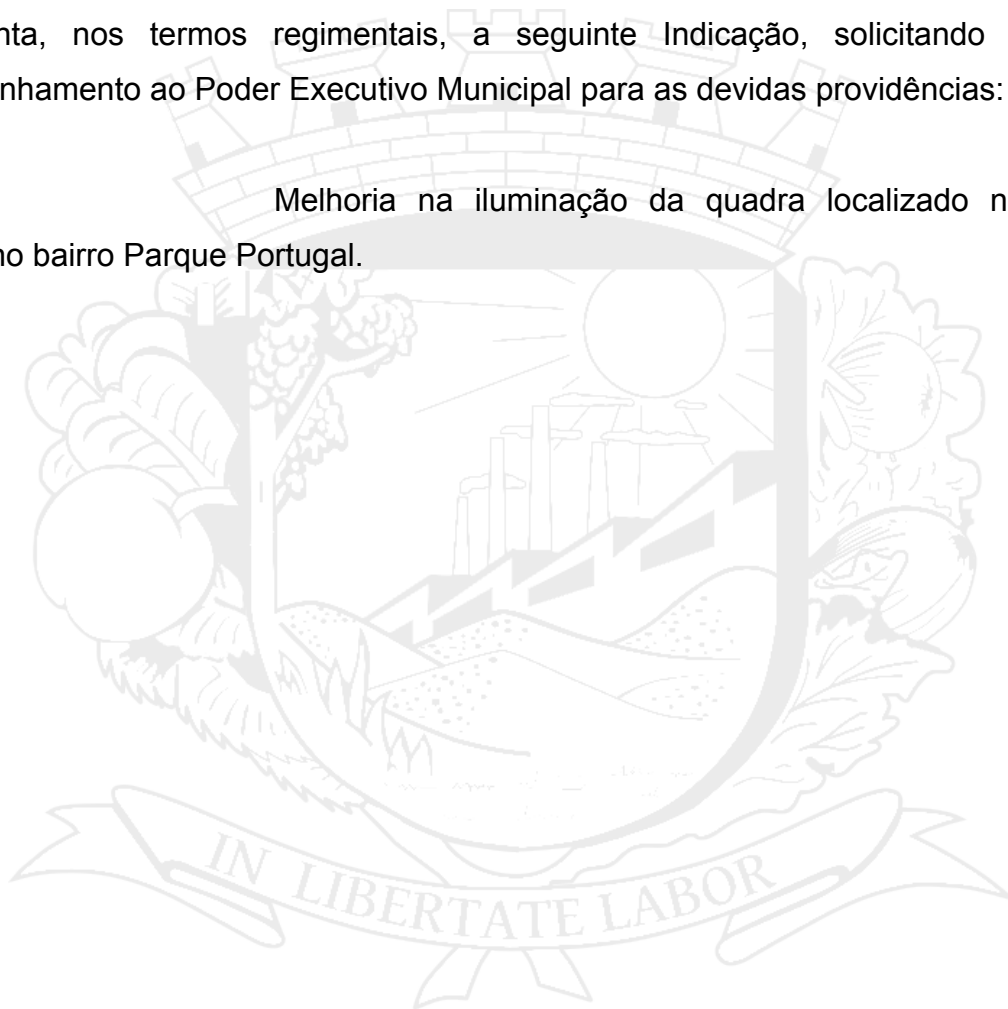 nta, nos termos regimentais, a seguinte Indicação, solicitando
nhamento ao Poder Executivo Municipal para as devidas providências:
Melhoria na iluminação da quadra localizado n
no bairro Parque Portugal.
IN LIBERTATE LABOR